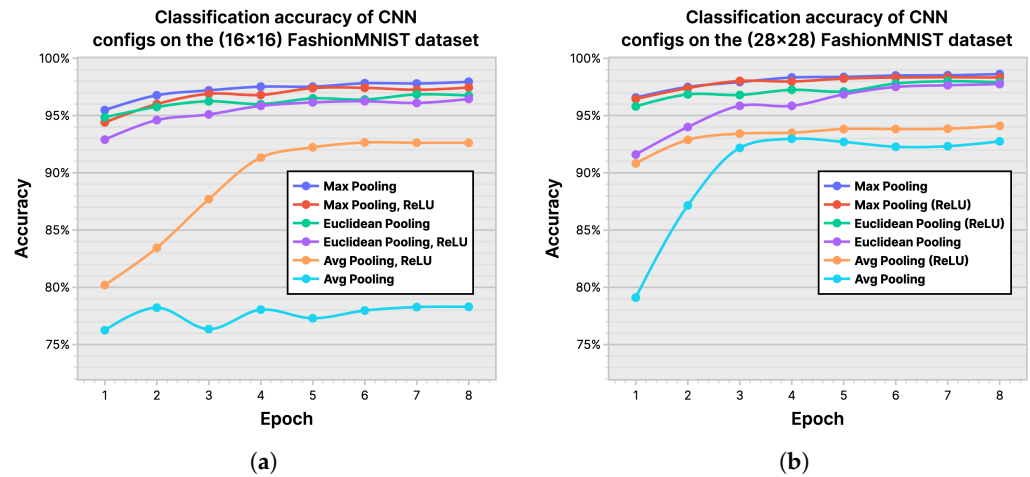 Classification accuracy of CNN
configs on the (16×16) FashionMNIST dataset
100%
95%
90%
85%
80%
75%
Accuracy
Max Pooling
Max Pooling, ReLU
Euclidean Pooling
Euclidean Pooling, ReLU
Avg Pooling, ReLU
Avg Pooling
1 2 3 4 5 6 7 8
Epoch
(a)
Classification accuracy of CNN
configs on the (28×28) FashionMNIST dataset
100%
95%
90%
85%
80%
75%
Accuracy
Max Pooling
Max Pooling (ReLU)
Euclidean Pooling (ReLU)
Euclidean Pooling
Avg Pooling (ReLU)
Avg Pooling
1 2 3 4 5 6 7 8
Epoch
(b)